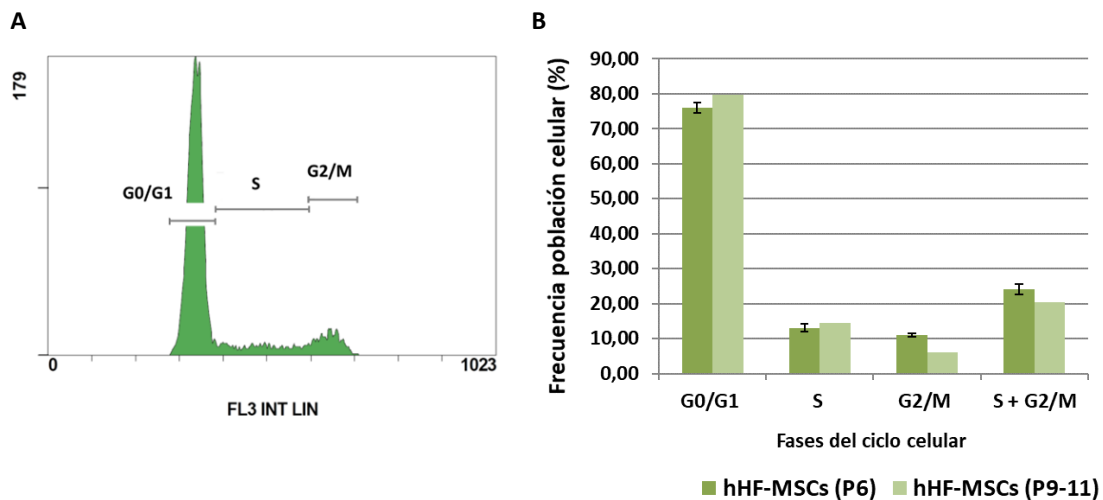 A
179
G0/G1
S
G2/M
0
1023
FL3 INT LIN
B
Frecuencia población celular (%)
90,00
80,00
70,00
60,00
50,00
40,00
30,00
20,00
10,00
0,00
G0/G1
S
G2/M
S + G2/M
Fases del ciclo celular
hHF-MSCs (P6)
hHF-MSCs (P9-11)